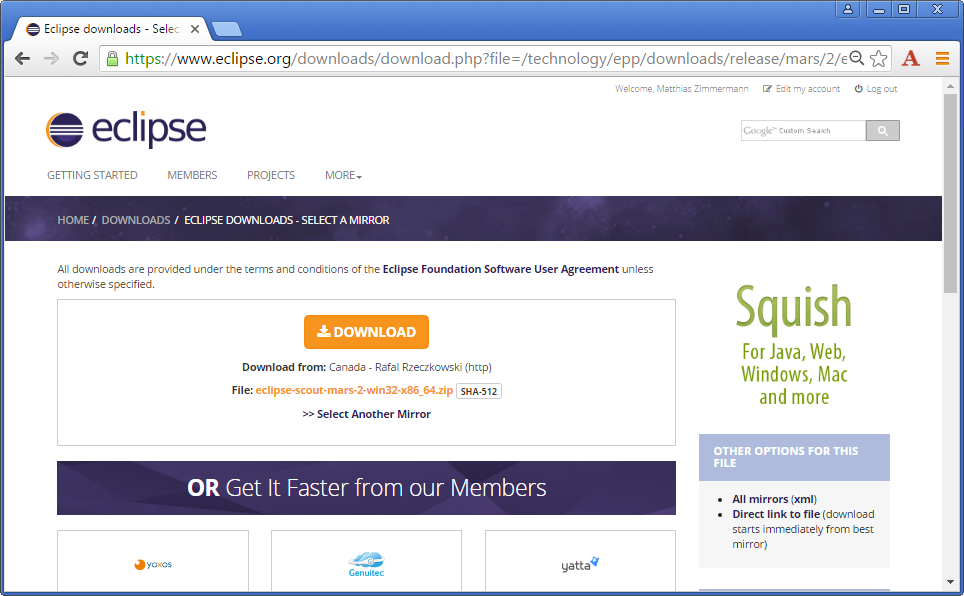 Eclipse downloads - Selec
https://www.eclipse.org/downloads/download.php?file=/technology/epp/downloads/release/mars/2/e
Welcome, Matthias Zimmermann Edit my account Log out
eclipse
Google™ Custom Search
GETTING STARTED MEMBERS PROJECTS MORE
HOME / DOWNLOADS / ECLIPSE DOWNLOADS - SELECT A MIRROR
All downloads are provided under the terms and conditions of the Eclipse Foundation Software User Agreement unless
otherwise specified.
DOWNLOAD
Download from: Canada - Rafal Rzeczkowski (http)
File: eclipse-scout-mars-2-win32-x86_64.zip SHA-512
>> Select Another Mirror
OR Get It Faster from our Members
yoxos
Genuitec
yatta
Squish
For Java, Web,
Windows, Mac
and more
OTHER OPTIONS FOR THIS
FILE
All mirrors (xml)
Direct link to file (download
starts immediately from best
mirror)